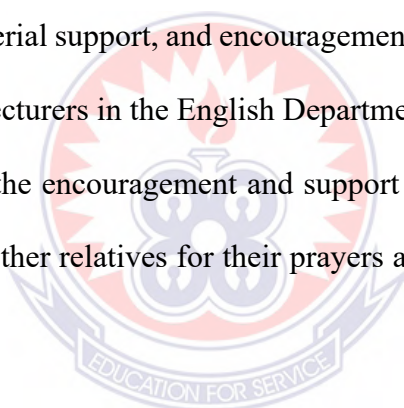 erial support, and encouragemen
ecturers in the English Departme
the encouragement and support
ther relatives for their prayers a
EDUCATION FOR SERVICE